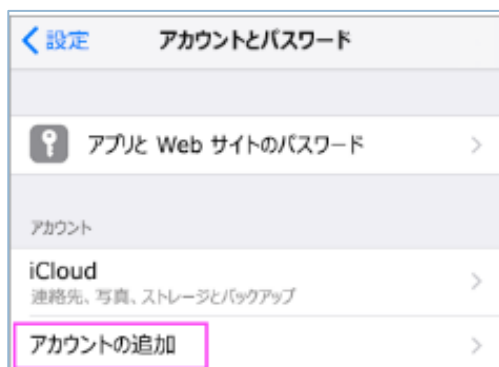 設定 アカウントとパスワード
アプリと Web サイトのパスワード
アカウント
iCloud
連絡先、写真、ストレージとバックアップ
アカウントの追加